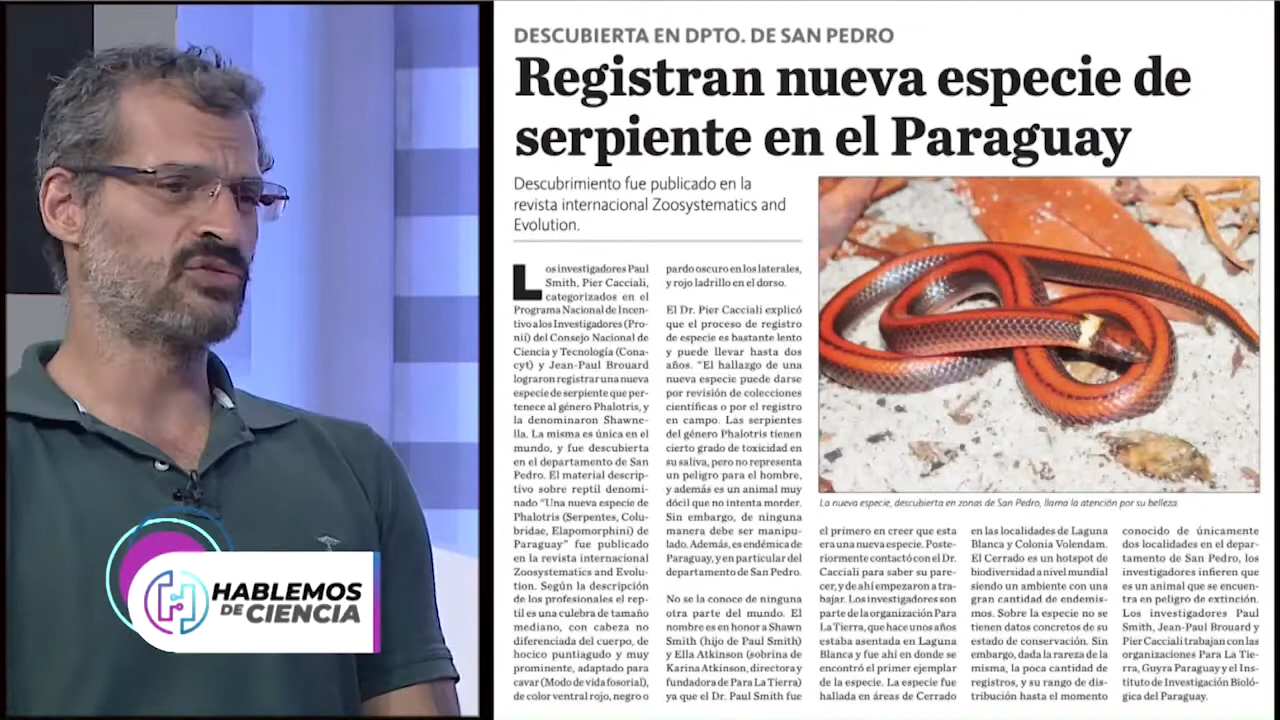 DESCUBIERTA EN DPTO. DE SAN PEDRO
Registran nueva especie de
serpiente en el Paraguay
Descubrimiento fue publicado en la
revista internacional Zoosystematics and
Evolution.
Los investigadores Paul
Smith, Pier Cacciali,
categorizados en el
Programa Nacional de Incen-
tivo a los Investigadores (Pro-
nii) del Consejo Nacional de
Ciencia y Tecnología (Cona-
cyt) y Jean-Paul Brouard
lograron registrar una nueva
especie de serpiente que per-
tenece al género Phalotris, y
la denominaron Shawne-
lla. La misma es única en el
mundo, y fue descubierta
en el departamento de San
Pedro. El material descrip-
tivo sobre reptil denomi-
nado “Una nueva especie de
Phalotris (Serpentes, Colu-
bridae, Elapomorphini) de
Paraguay” fue publicado
en la revista internacional
Zoosystematics and Evolu-
tion. Según la descripción
de los profesionales el rep-
til es una culebra de tamaño
mediano, con cabeza no
diferenciada del cuerpo, de
hocico puntiagudo y muy
prominente, adaptado para
cavar (Modo de vida fosorial),
de color ventral rojo, negro o
pardo oscuro en los laterales,
y rojo ladrillo en el dorso.
El Dr. Pier Cacciali explicó
que el proceso de registro
de especie es bastante lento
y puede llevar hasta dos
años. “El hallazgo de una
nueva especie puede darse
por revisión de colecciones
científicas o por el registro
en campo. Las serpientes
del género Phalotris tienen
cierto grado de toxicidad en
su saliva, pero no representa
un peligro para el hombre,
y además es un animal muy
dócil que no intenta morder.
Sin embargo, de ninguna
manera debe ser manipu-
lado. Además, es endémica de
Paraguay, y en particular del
departamento de San Pedro.
No se la conoce de ninguna
otra parte del mundo. El
nombre es en honor a Shawn
Smith (hijo de Paul Smith)
y Ella Atkinson (sobrina de
Karina Atkinson, directora y
fundadora de Para La Tierra)
ya que el Dr. Paul Smith fue
La nueva especie, descubierta en zonas de San Pedro, llama la atención por su belleza.
el primero en creer que esta
era una nueva especie. Poste-
riormente contactó con el Dr.
Cacciali para saber su pare-
cer, y de ahí empezaron a tra-
bajar. Los investigadores son
parte de la organización Para
La Tierra, que hace unos años
estaba asentada en Laguna
Blanca y fue ahí en donde se
encontró el primer ejemplar
de la especie. La especie fue
hallada en áreas de Cerrado
en las localidades de Laguna
Blanca y Colonia Volendam.
El Cerrado es un hotspot de
biodiversidad a nivel mundial
siendo un ambiente con una
gran cantidad de endemis-
mos. Sobre la especie no se
tienen datos concretos de su
estado de conservación. Sin
embargo, dada la rareza de la
misma, la poca cantidad de
registros, y su rango de dis-
tribución hasta el momento
conocido de únicamente
dos localidades en el depar-
tamento de San Pedro, los
investigadores infieren que
es un animal que se encuen-
tra en peligro de extinción.
Los investigadores Paul
Smith, Jean-Paul Brouard y
Pier Cacciali trabajan con las
organizaciones Para La Tie-
rra, Guyra Paraguay y el Ins-
tituto de Investigación Bioló-
gica del Paraguay.
HABLEMOS
DE CIENCIA